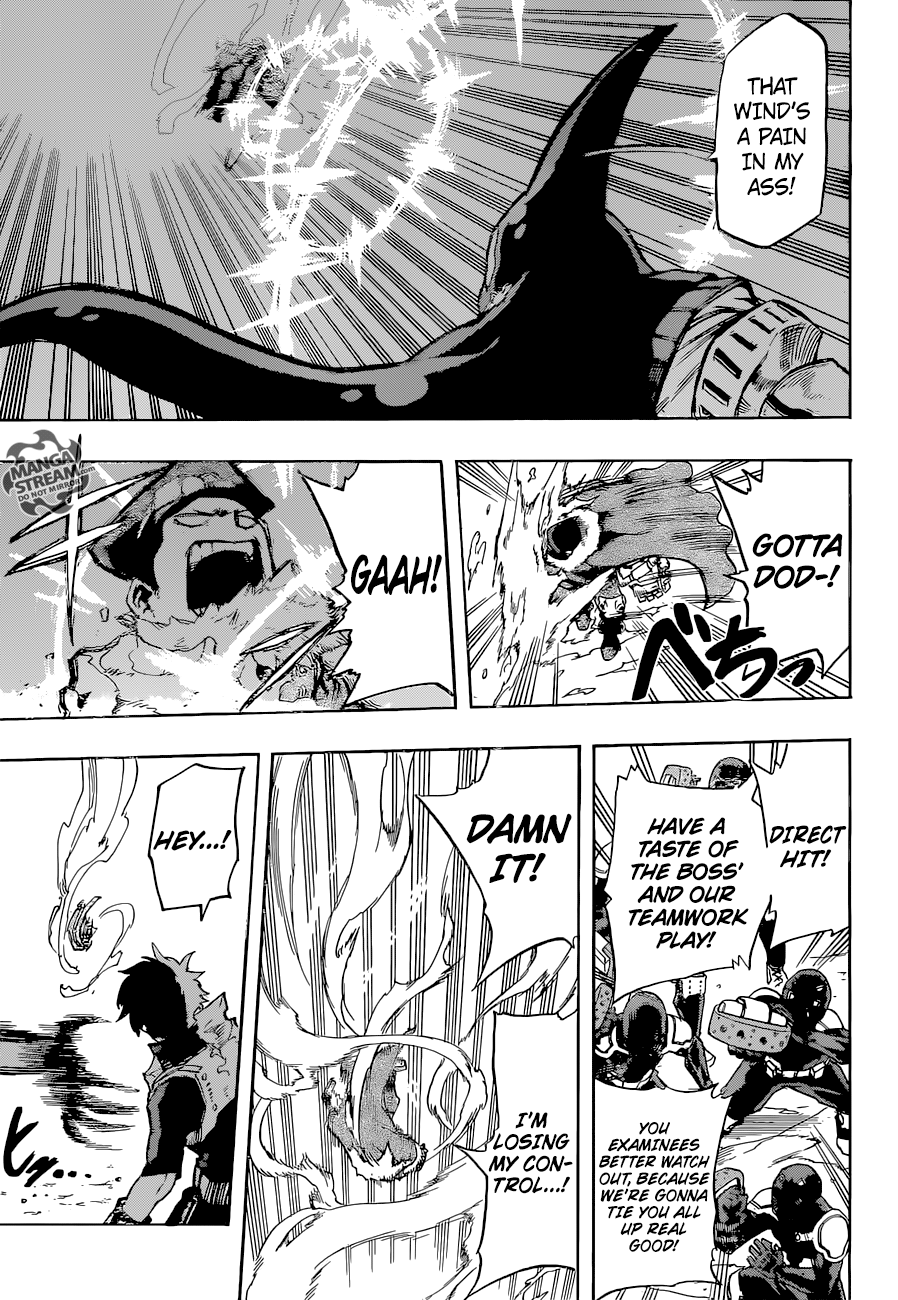 THAT
WIND'S
A PAIN
IN MY
ASS!
GOTTA
DOD-!
べちっ
GAAH!
MANGA
STREAM.com
DO NOT MIRROR
DIRECT
HIT!
HAVE A
TASTE OF
THE BOSS'
AND OUR
TEAMWORK
PLAY!
YOU
EXAMINEES
BETTER WATCH
OUT, BECAUSE
WE'RE GONNA
TIE YOU ALL
UP REAL
GOOD!
DAMN
IT!
I'M
LOSING
MY CON-
TROL...!
HEY...!